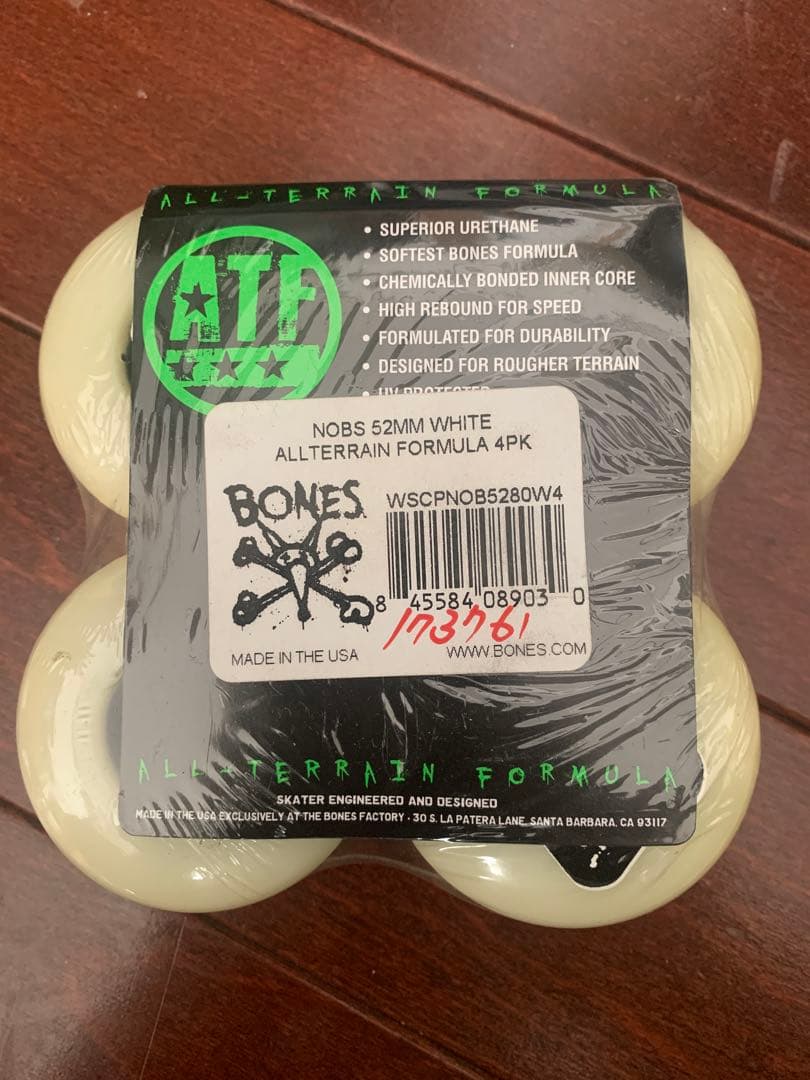 ALL-TERRAIN FORMULA
ATF
• SUPERIOR URETHANE
• SOFTEST BONES FORMULA
• CHEMICALLY BONDED INNER CORE
• HIGH REBOUND FOR SPEED
• FORMULATED FOR DURABILITY
• DESIGNED FOR ROUGHER TERRAIN
• UV PROTECTED
NOBS 52MM WHITE
ALLTERRAIN FORMULA 4PK
BONES
WSCPNOB5280W4
8 45584 08903 0
173761
MADE IN THE USA
WWW.BONES.COM
ALL-TERRAIN FORMULA
SKATER ENGINEERED AND DESIGNED
MADE IN THE USA EXCLUSIVELY AT THE BONES FACTORY · 30 S. LA PATERA LANE, SANTA BARBARA, CA 93117